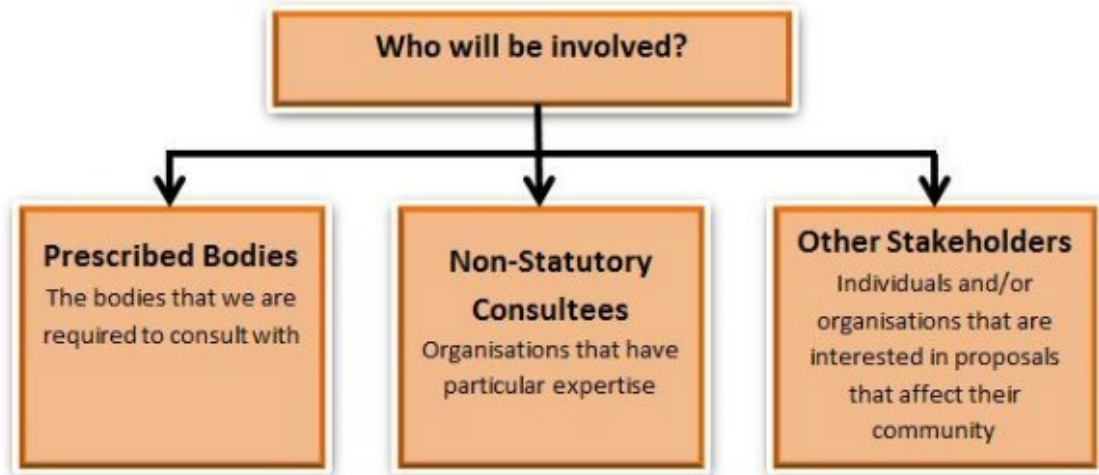 Who will be involved?
Prescribed Bodies
The bodies that we are
required to consult with
Non-Statutory
Consultees
Organisations that have
particular expertise
Other Stakeholders
Individuals and/or
organisations that are
interested in proposals
that affect their
community